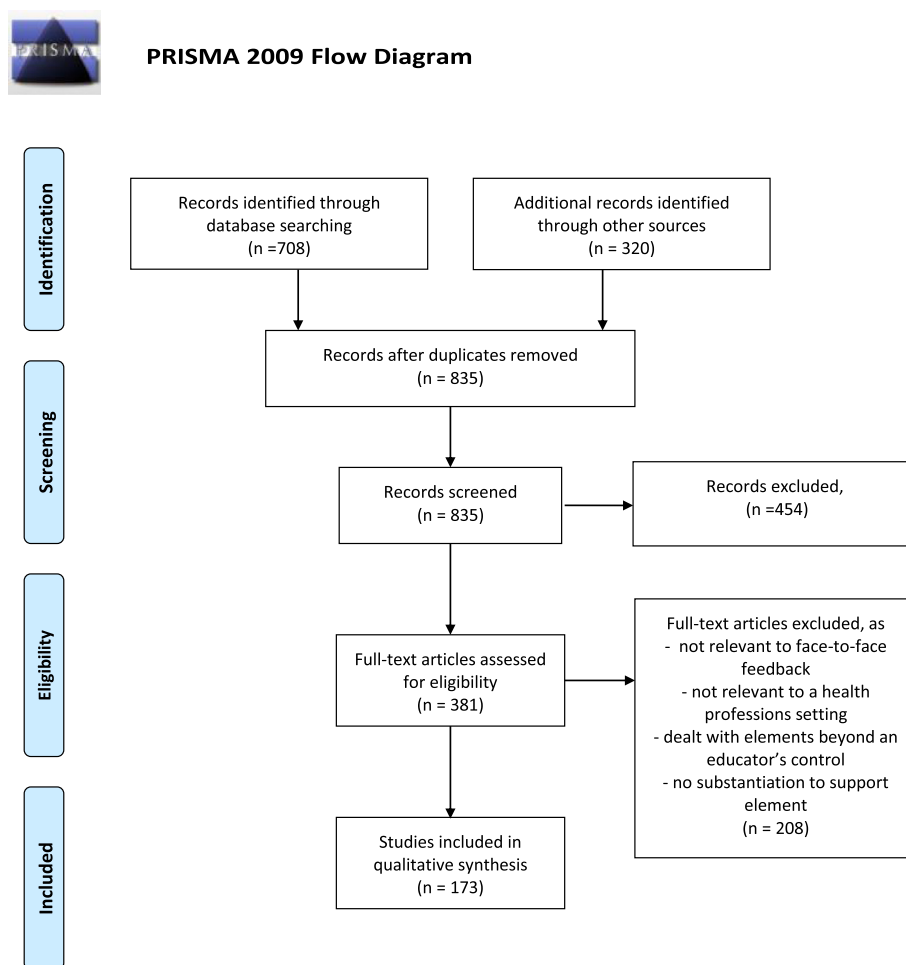 PRISMA
PRISMA 2009 Flow Diagram
Identification
Records identified through
database searching
(n =708)
Additional records identified
through other sources
(n = 320)
Records after duplicates removed
(n = 835)
Screening
Records screened
(n = 835)
Records excluded,
(n =454)
Eligibility
Full-text articles assessed
for eligibility
(n = 381)
Full-text articles excluded, as
- not relevant to face-to-face
feedback
- not relevant to a health
professions setting
- dealt with elements beyond an
educator’s control
- no substantiation to support
element
(n = 208)
Included
Studies included in
qualitative synthesis
(n = 173)